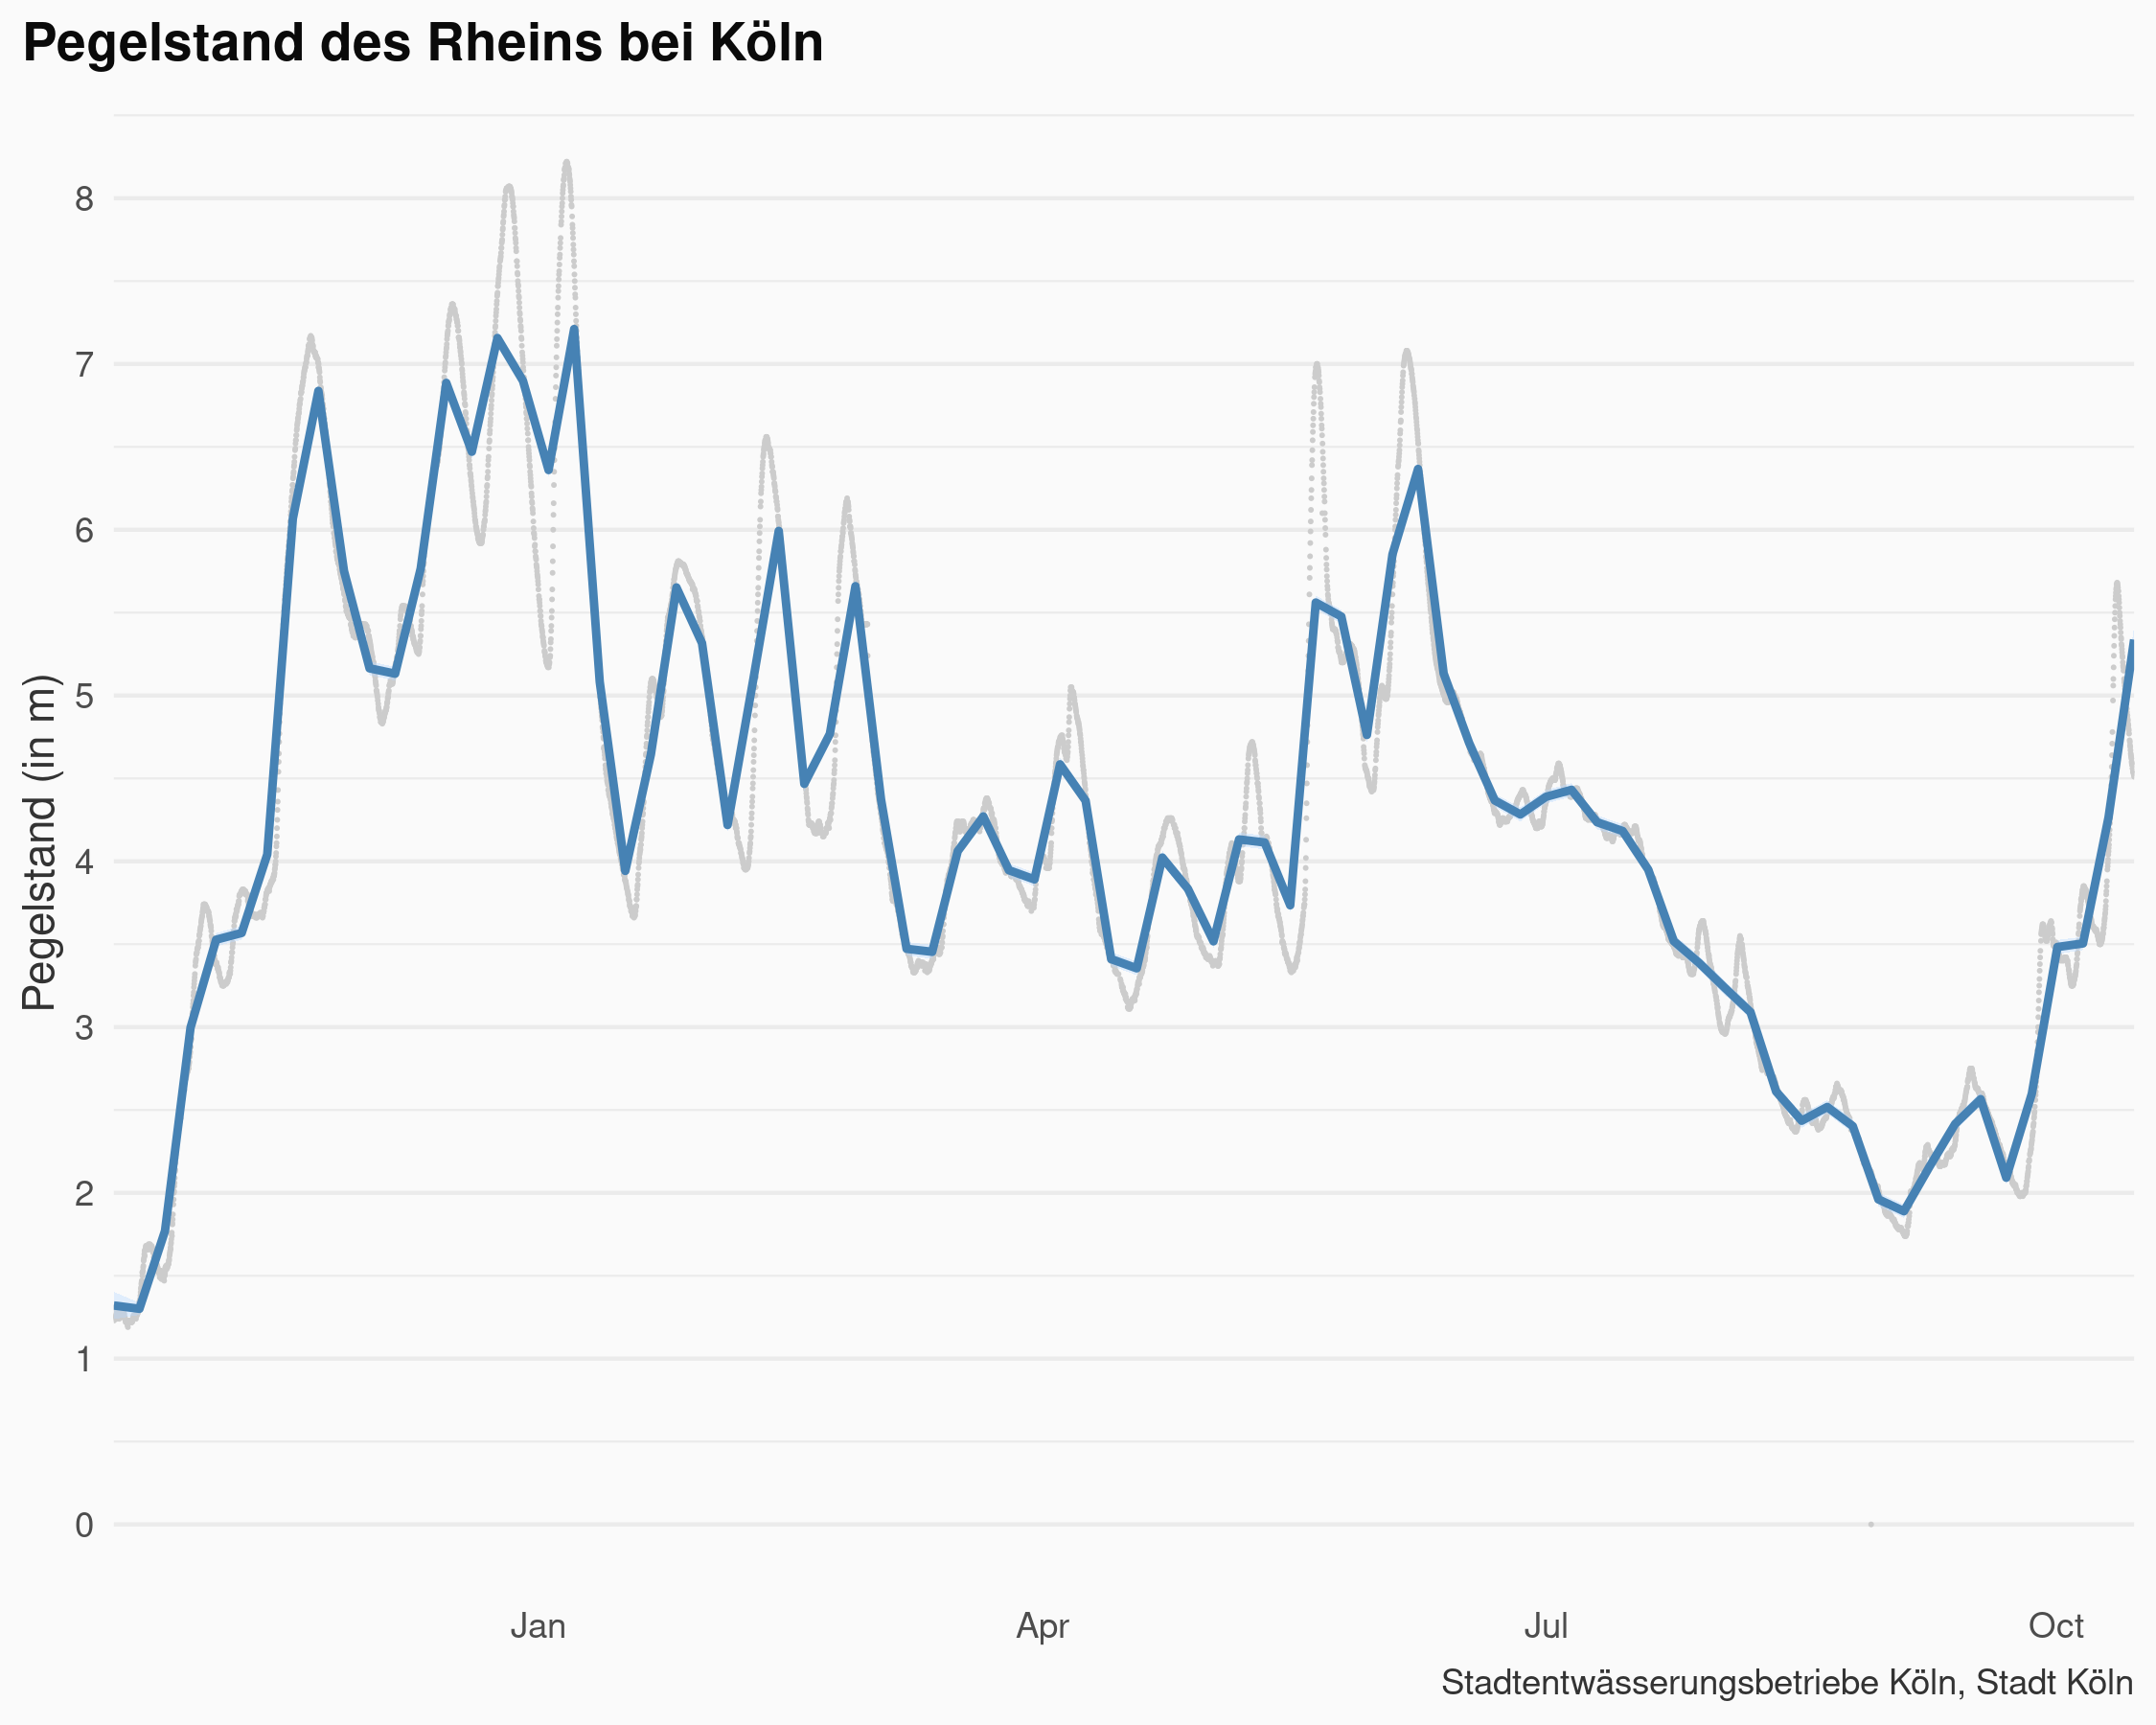 Pegelstand des Rheins bei Köln
Pegelstand (in m)
8
7
6
5
4
3
2
1
0
Jan
Apr
Jul
Oct
Stadtentwässerungsbetriebe Köln, Stadt Köln